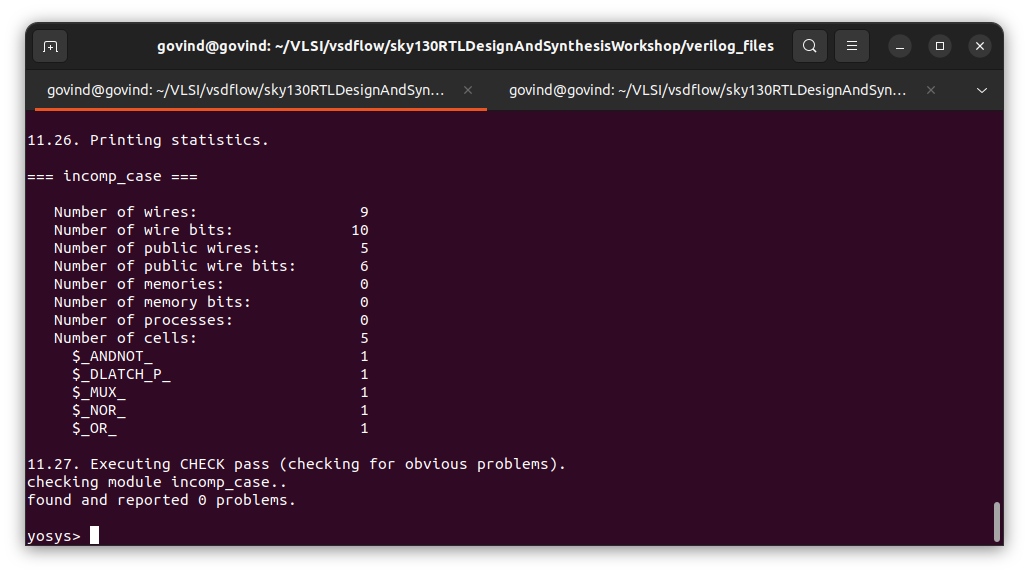 govind@govind: ~/VLSI/vsdflow/sky130RTLDesignAndSynthesisWorkshop/verilog_files
govind@govind: ~/VLSI/vsdflow/sky130RTLDesignAndSyn...
govind@govind: ~/VLSI/vsdflow/sky130RTLDesignAndSyn...
11.26. Printing statistics.
=== incomp_case ===
Number of wires: 9
Number of wire bits: 10
Number of public wires: 5
Number of public wire bits: 6
Number of memories: 0
Number of memory bits: 0
Number of processes: 0
Number of cells: 5
$_ANDNOT_ 1
$_DLATCH_P_ 1
$_MUX_ 1
$_NOR_ 1
$_OR_ 1
11.27. Executing CHECK pass (checking for obvious problems).
checking module incomp_case..
found and reported 0 problems.
yosys>